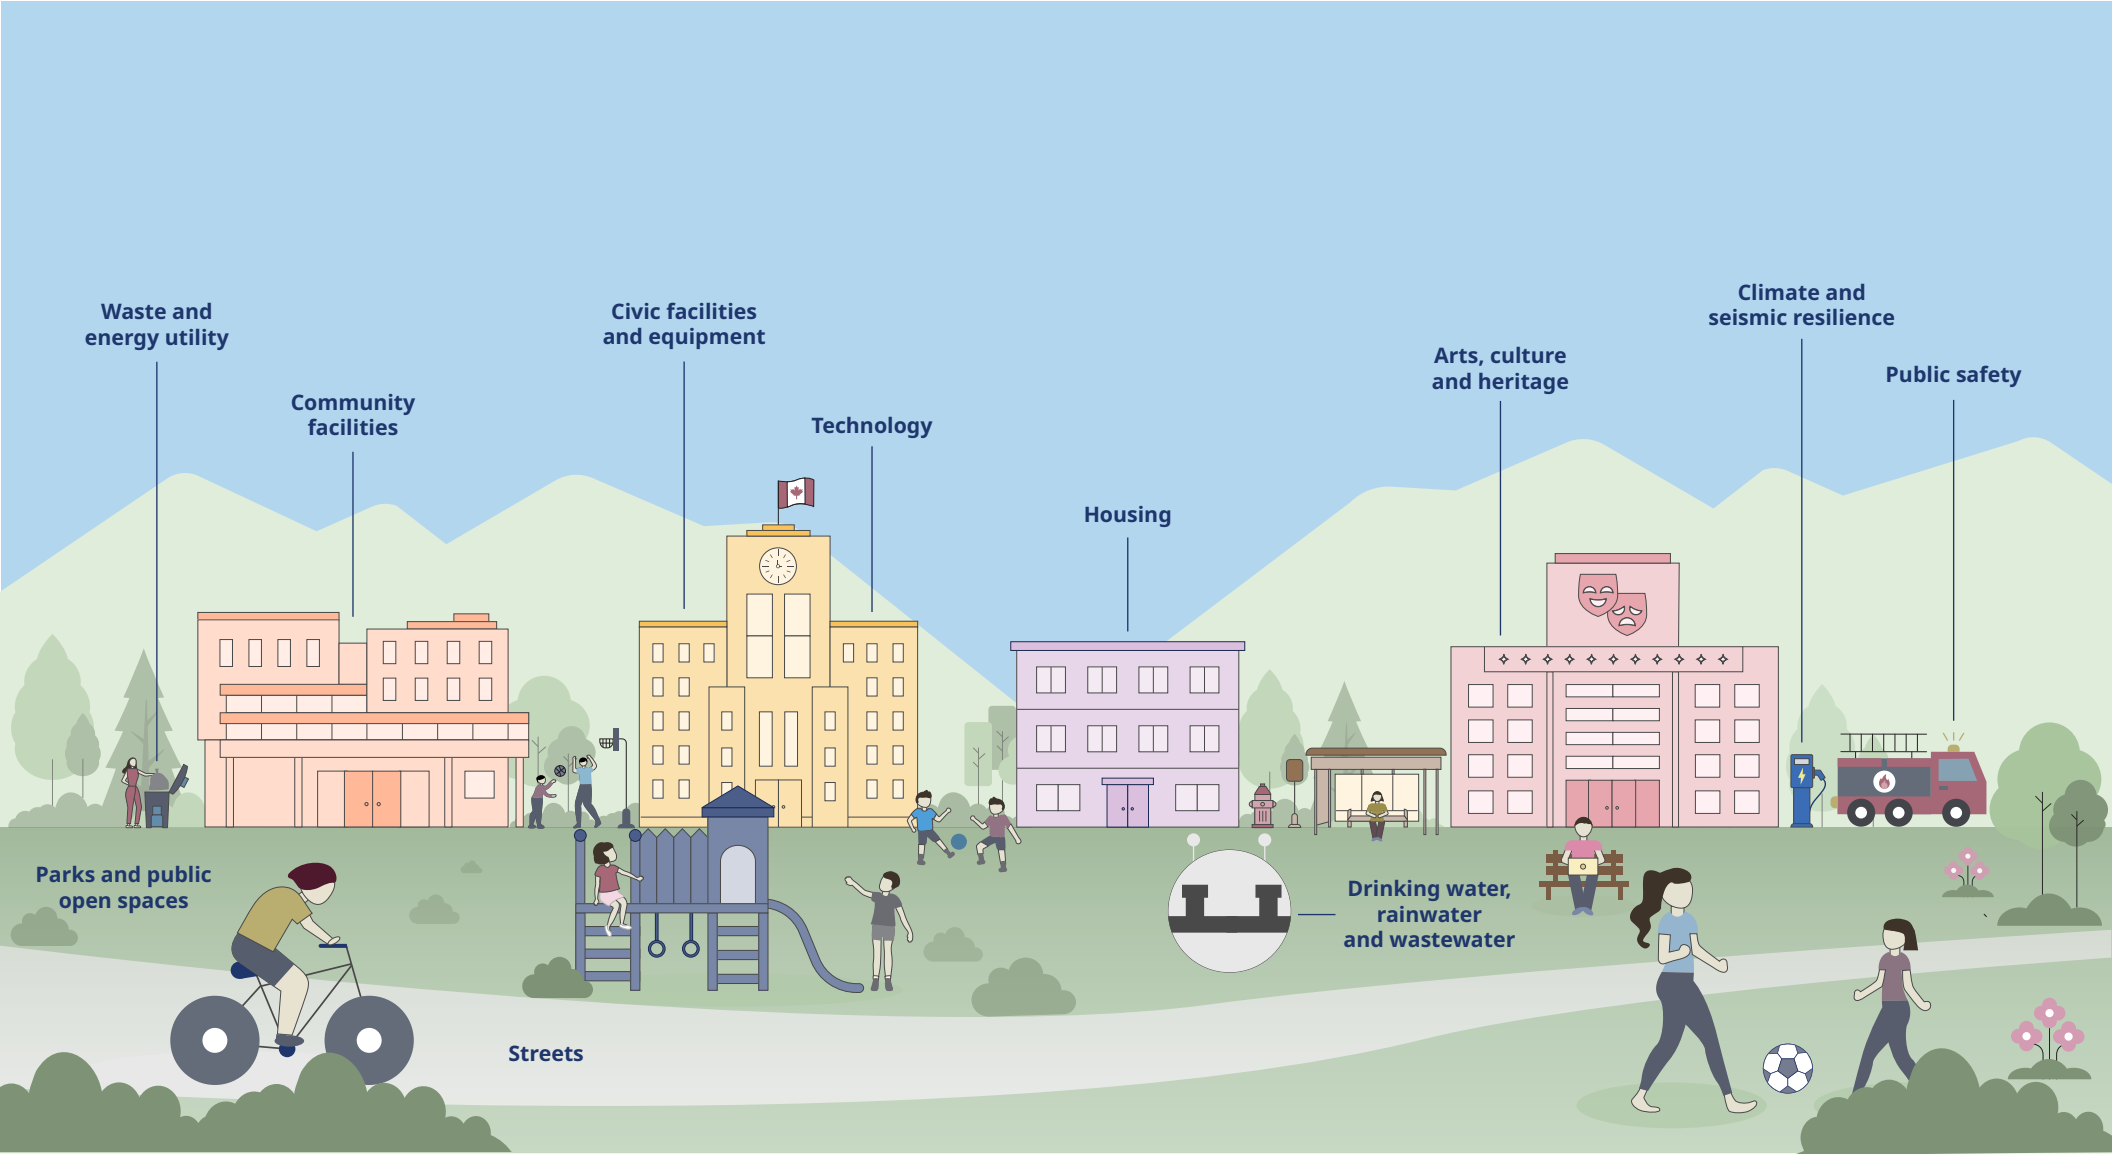 Waste and
energy utility
Community
facilities
Civic facilities
and equipment
Technology
Housing
Arts, culture
and heritage
Climate and
seismic resilience
Public safety
Parks and public
open spaces
Drinking water,
rainwater
and wastewater
Streets